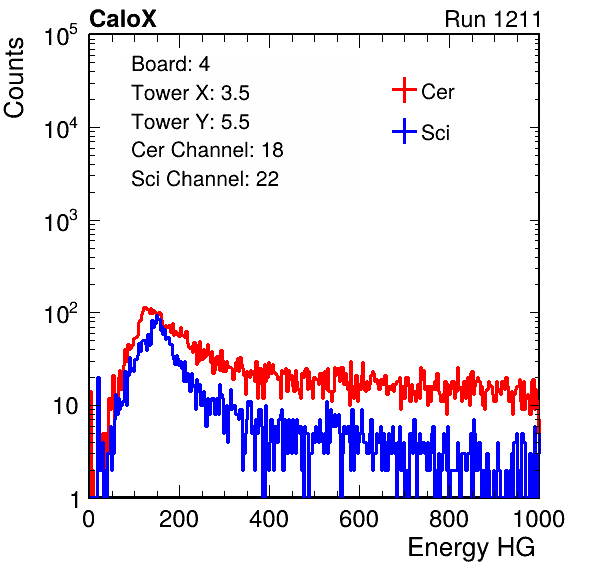 CaloX Run 1211
Counts
Board: 4
Tower X: 3.5
Tower Y: 5.5
Cer Channel: 18
Sci Channel: 22
Cer
Sci
10^5
10^4
10^3
10^2
10
1
0 200 400 600 800 1000
Energy HG